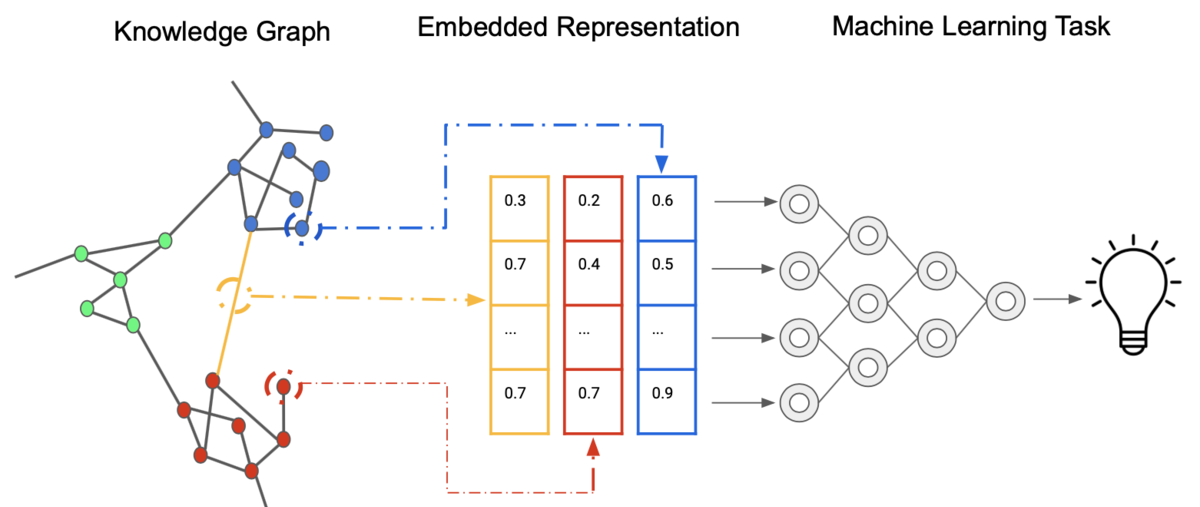 Knowledge Graph
Embedded Representation
Machine Learning Task
0.3 0.2 0.6
0.7 0.4 0.5
... ... ...
0.7 0.7 0.9